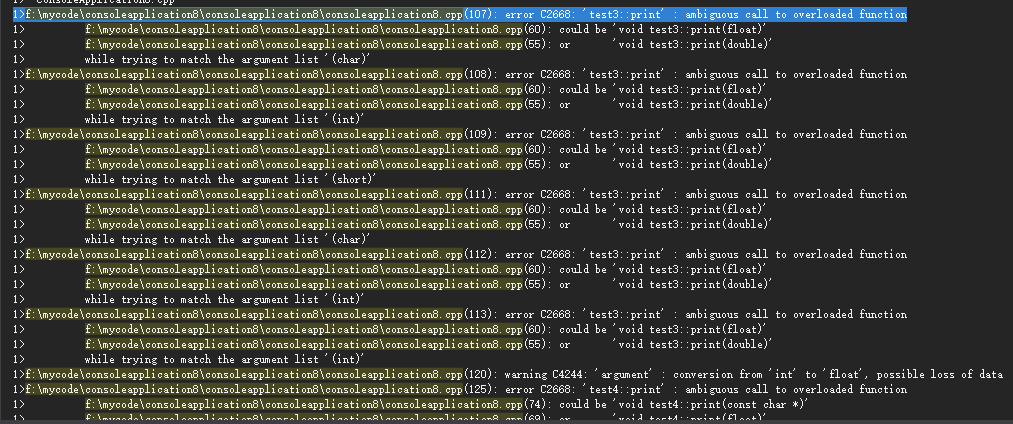 1>  ConsoleApplication8.cpp
1>f:\mycode\consoleapplication8\consoleapplication8\consoleapplication8.cpp(107): error C2668: 'test3::print' : ambiguous call to overloaded function
1>          f:\mycode\consoleapplication8\consoleapplication8\consoleapplication8.cpp(60): could be 'void test3::print(float)'
1>          f:\mycode\consoleapplication8\consoleapplication8\consoleapplication8.cpp(55): or       'void test3::print(double)'
1>          while trying to match the argument list '(char)'
1>f:\mycode\consoleapplication8\consoleapplication8\consoleapplication8.cpp(108): error C2668: 'test3::print' : ambiguous call to overloaded function
1>          f:\mycode\consoleapplication8\consoleapplication8\consoleapplication8.cpp(60): could be 'void test3::print(float)'
1>          f:\mycode\consoleapplication8\consoleapplication8\consoleapplication8.cpp(55): or       'void test3::print(double)'
1>          while trying to match the argument list '(int)'
1>f:\mycode\consoleapplication8\consoleapplication8\consoleapplication8.cpp(109): error C2668: 'test3::print' : ambiguous call to overloaded function
1>          f:\mycode\consoleapplication8\consoleapplication8\consoleapplication8.cpp(60): could be 'void test3::print(float)'
1>          f:\mycode\consoleapplication8\consoleapplication8\consoleapplication8.cpp(55): or       'void test3::print(double)'
1>          while trying to match the argument list '(short)'
1>f:\mycode\consoleapplication8\consoleapplication8\consoleapplication8.cpp(111): error C2668: 'test3::print' : ambiguous call to overloaded function
1>          f:\mycode\consoleapplication8\consoleapplication8\consoleapplication8.cpp(60): could be 'void test3::print(float)'
1>          f:\mycode\consoleapplication8\consoleapplication8\consoleapplication8.cpp(55): or       'void test3::print(double)'
1>          while trying to match the argument list '(char)'
1>f:\mycode\consoleapplication8\consoleapplication8\consoleapplication8.cpp(112): error C2668: 'test3::print' : ambiguous call to overloaded function
1>          f:\mycode\consoleapplication8\consoleapplication8\consoleapplication8.cpp(60): could be 'void test3::print(float)'
1>          f:\mycode\consoleapplication8\consoleapplication8\consoleapplication8.cpp(55): or       'void test3::print(double)'
1>          while trying to match the argument list '(int)'
1>f:\mycode\consoleapplication8\consoleapplication8\consoleapplication8.cpp(113): error C2668: 'test3::print' : ambiguous call to overloaded function
1>          f:\mycode\consoleapplication8\consoleapplication8\consoleapplication8.cpp(60): could be 'void test3::print(float)'
1>          f:\mycode\consoleapplication8\consoleapplication8\consoleapplication8.cpp(55): or       'void test3::print(double)'
1>          while trying to match the argument list '(int)'
1>f:\mycode\consoleapplication8\consoleapplication8\consoleapplication8.cpp(120): warning C4244: 'argument' : conversion from 'int' to 'float', possible loss of data
1>f:\mycode\consoleapplication8\consoleapplication8\consoleapplication8.cpp(125): error C2668: 'test4::print' : ambiguous call to overloaded function
1>          f:\mycode\consoleapplication8\consoleapplication8\consoleapplication8.cpp(74): could be 'void test4::print(const char *)'
1>          f:\mycode\consoleapplication8\consoleapplication8\consoleapplication8.cpp(69): or       'void test4::print(float)'